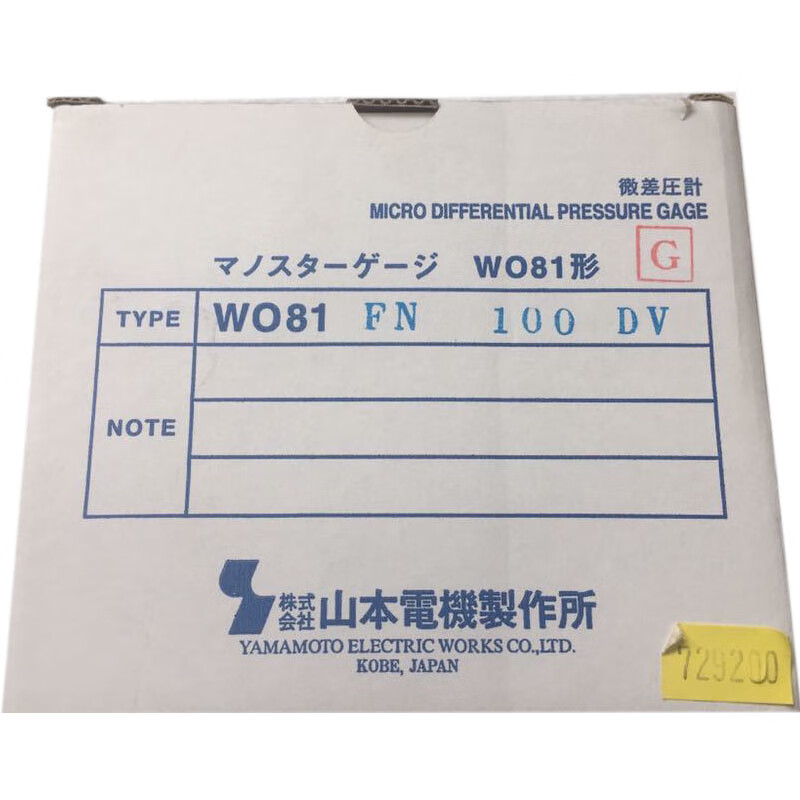 微差圧計
MICRO DIFFERENTIAL PRESSURE GAGE
マノスターゲージ WO81形 G
TYPE WO81 FN 100 DV
NOTE
株式会社 山本電機製作所
YAMAMOTO ELECTRIC WORKS CO.,LTD.
KOBE, JAPAN
729200